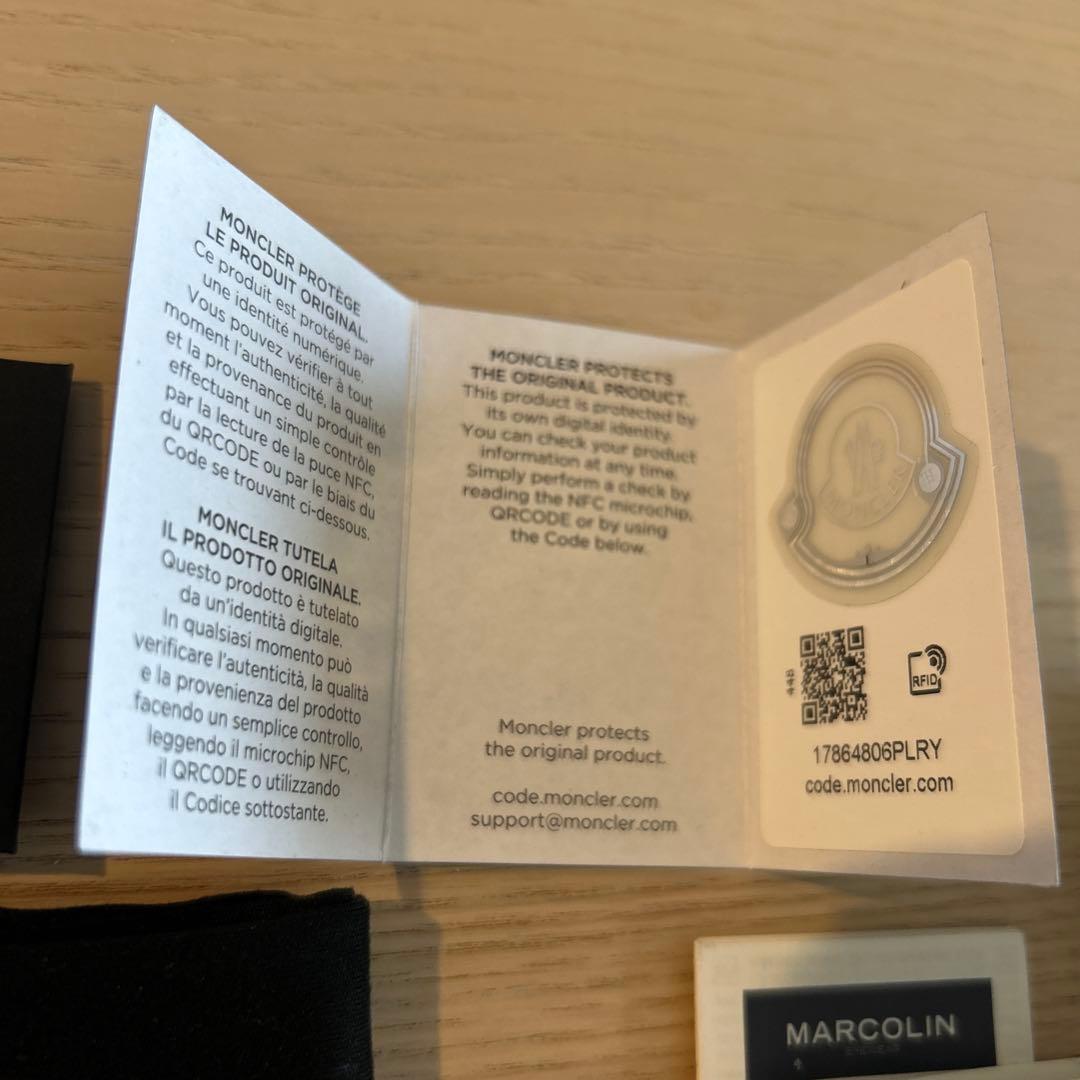 MONCLER PROTÈGE
LE PRODUIT ORIGINAL.
Ce produit est protégé par
une identité numérique.
Vous pouvez vérifier à tout
moment l'authenticité, la qualité
et la provenance du produit en
effectuant un simple contrôle
par la lecture de la puce NFC,
du QRCODE ou par le biais du
Code se trouvant ci-dessous.
MONCLER TUTELA
IL PRODOTTO ORIGINALE.
Questo prodotto è tutelato
da un'identità digitale.
In qualsiasi momento può
verificare l'autenticità, la qualità
e la provenienza del prodotto
facendo un semplice controllo,
leggendo il microchip NFC,
il QRCODE o utilizzando
il Codice sottostante.
MONCLER PROTECTS
THE ORIGINAL PRODUCT.
This product is protected by
its own digital identity.
You can check your product
information at any time.
Simply perform a check by
reading the NFC microchip,
QRCODE or by using
the Code below.
Moncler protects
the original product.
code.moncler.com
support@moncler.com
MONCLER
RFID
17864806PLRY
code.moncler.com
MARCOLIN